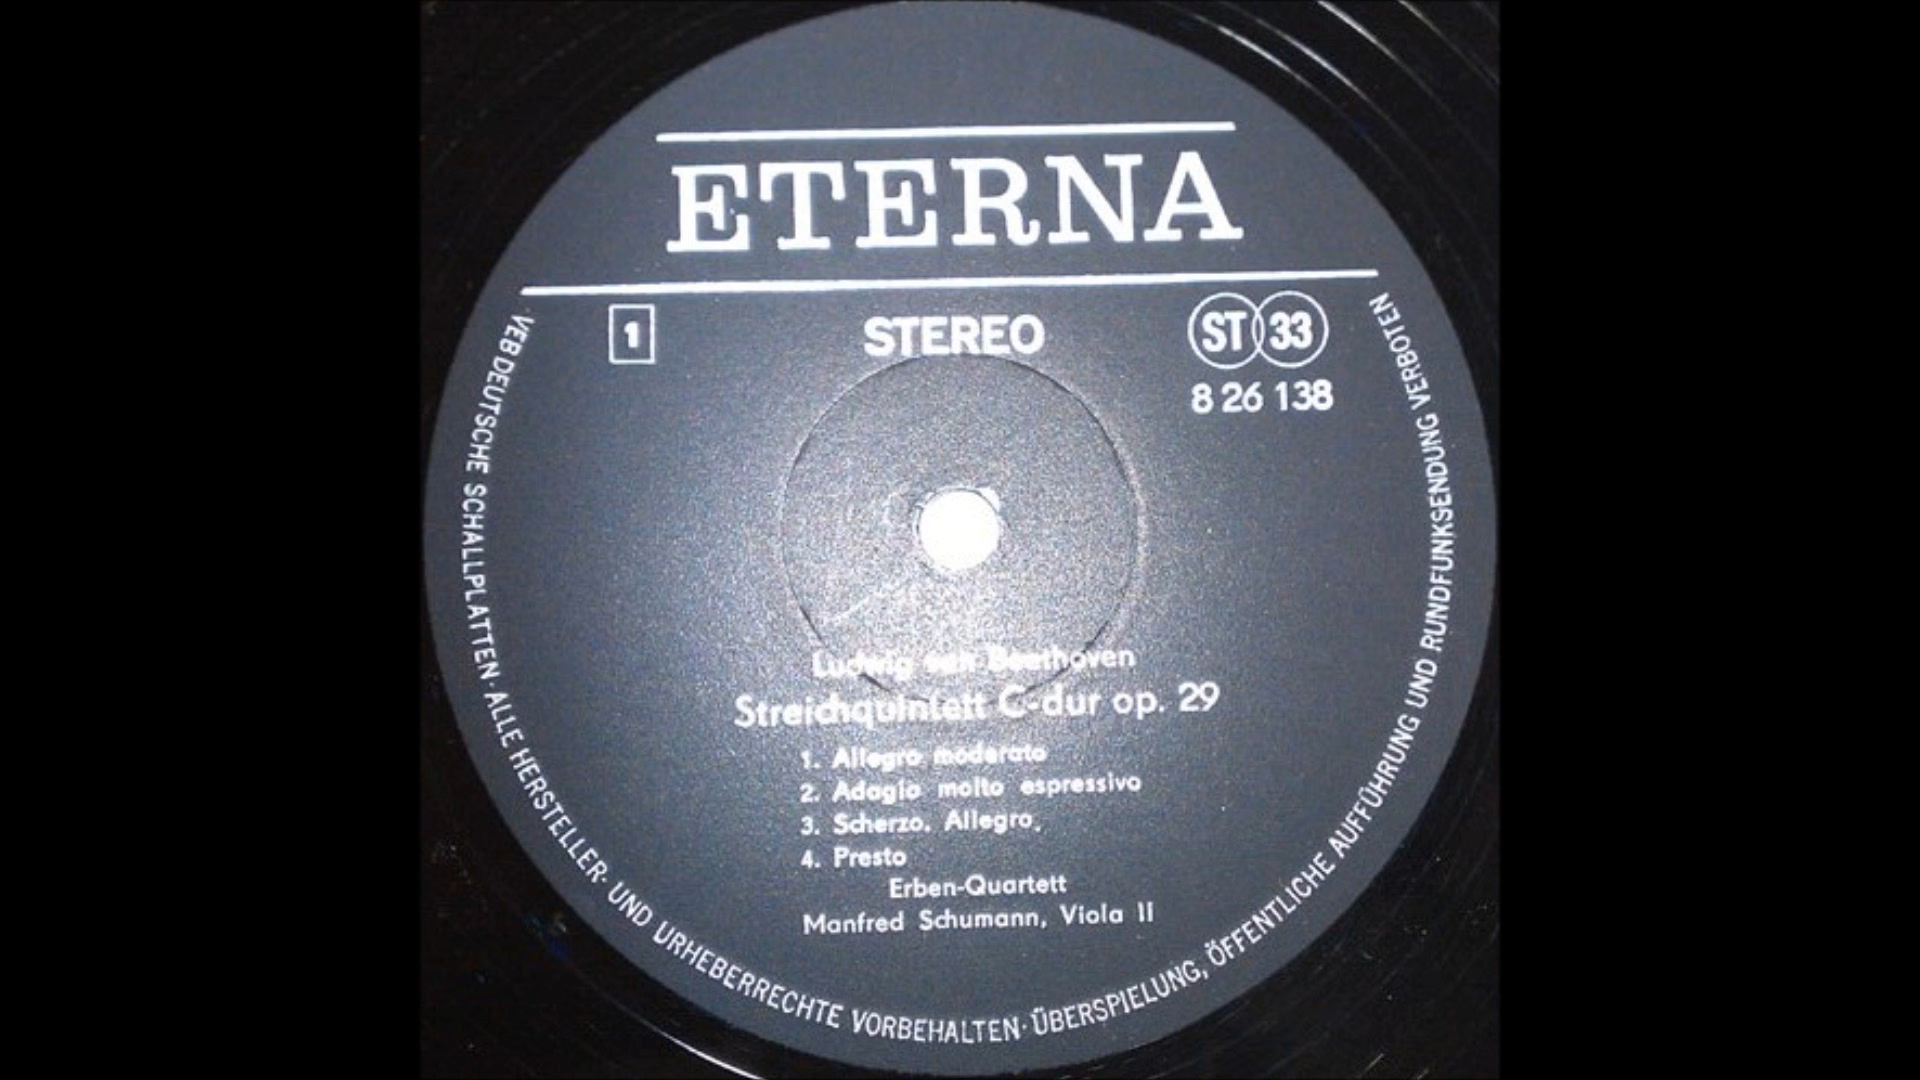 ETERNA
1
STEREO
ST 33
8 26 138
Ludwig van Beethoven
Streichquintett C-dur op. 29
1. Allegro moderato
2. Adagio molto espressivo
3. Scherzo. Allegro.
4. Presto
Erben-Quartett
Manfred Schumann, Viola II
VEB DEUTSCHE SCHALLPLATTEN · ALLE HERSTELLER- UND URHEBERRECHTE VORBEHALTEN · ÜBERSPIELUNG, ÖFFENTLICHE AUFFÜHRUNG UND RUNDFUNKSENDUNG VERBOTEN